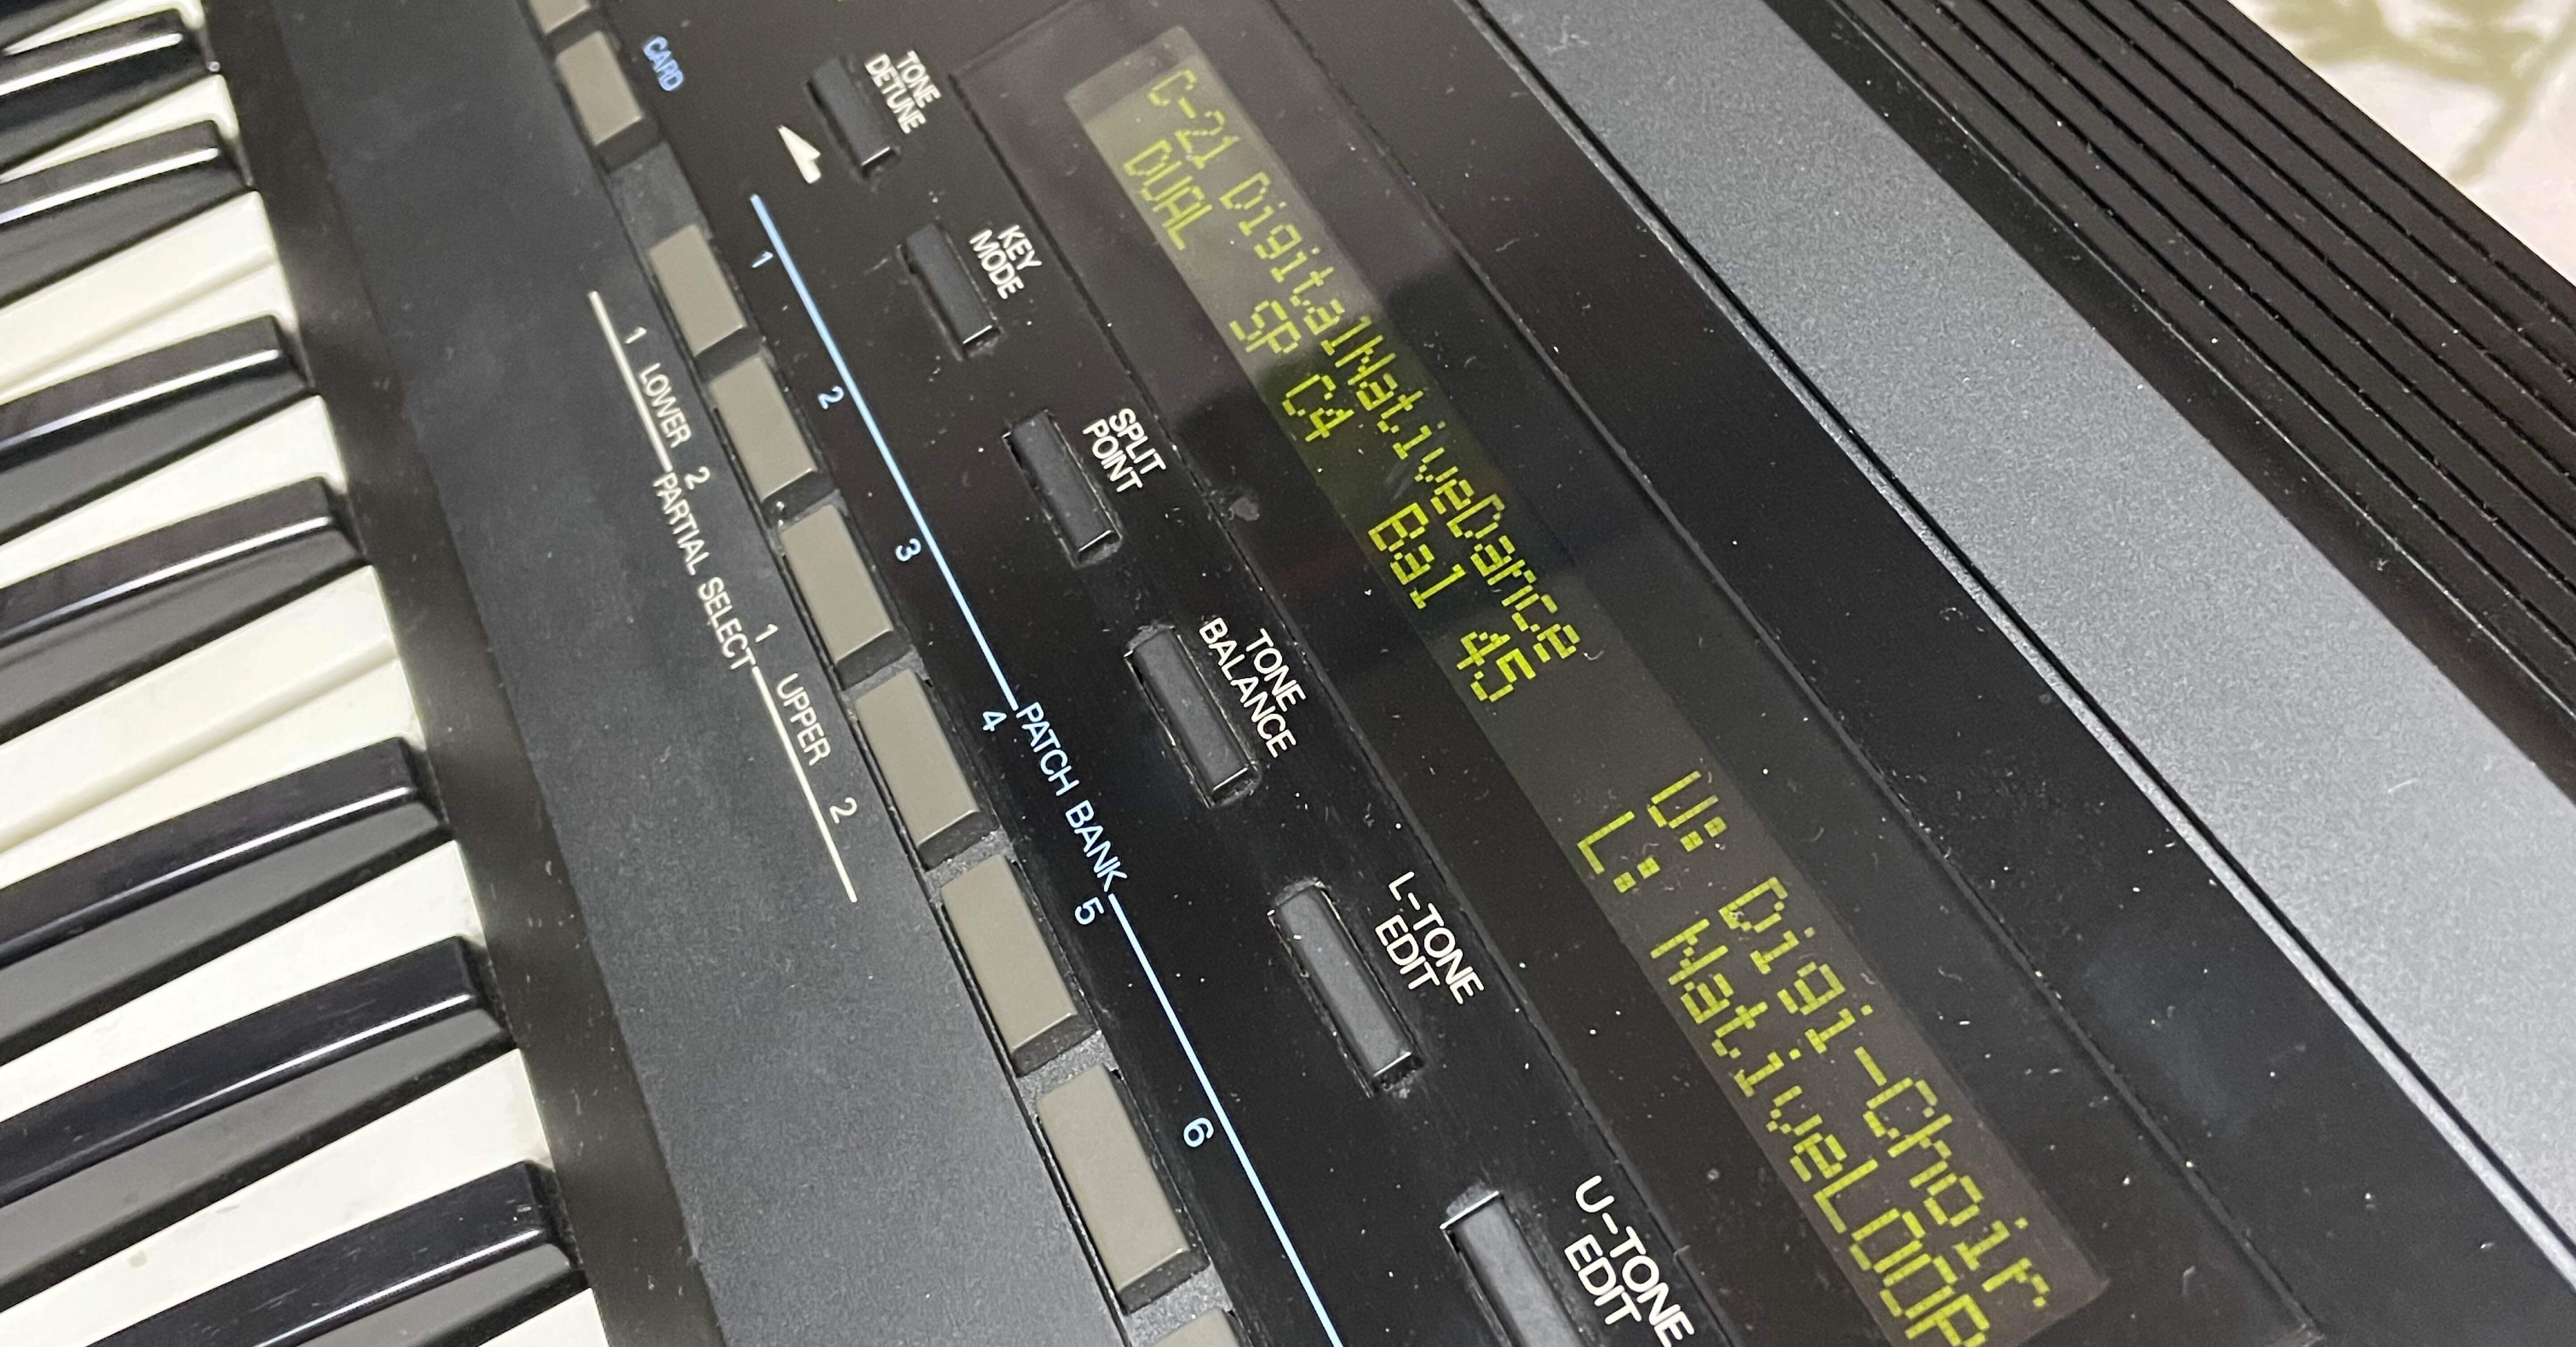 C-21 DigitalNativeDance U: Digi-Choir
DUAL SP C4 Bal 45 L: NativeLOOP
TONE
DETUNE
KEY
MODE
SPLIT
POINT
TONE
BALANCE
L-TONE
EDIT
U-TONE
EDIT
CARD
1 2 3 4 PATCH BANK 5 6
1 LOWER 2 PARTIAL SELECT 1 UPPER 2